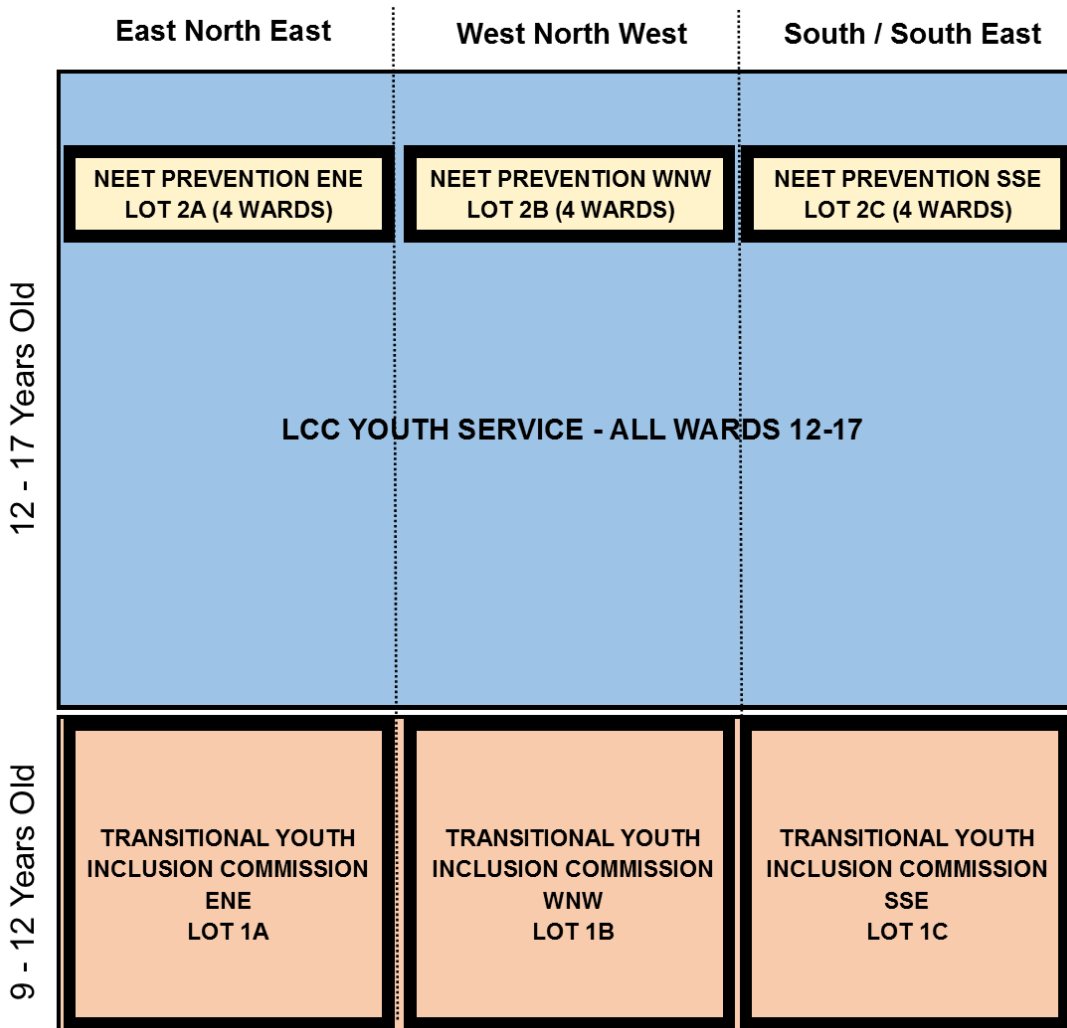 East North East
West North West
South / South East
12 - 17 Years Old
NEET PREVENTION ENE
LOT 2A (4 WARDS)
NEET PREVENTION WNW
LOT 2B (4 WARDS)
NEET PREVENTION SSE
LOT 2C (4 WARDS)
LCC YOUTH SERVICE - ALL WARDS 12-17
9 - 12 Years Old
TRANSITIONAL YOUTH
INCLUSION COMMISSION
ENE
LOT 1A
TRANSITIONAL YOUTH
INCLUSION COMMISSION
WNW
LOT 1B
TRANSITIONAL YOUTH
INCLUSION COMMISSION
SSE
LOT 1C